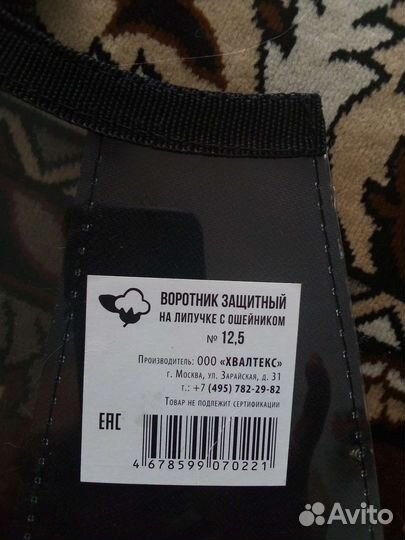 ВОРОТНИК ЗАЩИТНЫЙ
НА ЛИПУЧКЕ С ОШЕЙНИКОМ
№ 12,5
Производитель: ООО «ХВАЛТЕКС»
г. Москва, ул. Зарайская, д. 31
т.: +7 (495) 782-29-82
Товар не подлежит сертификации
EAC
4 678599 070221
Avito